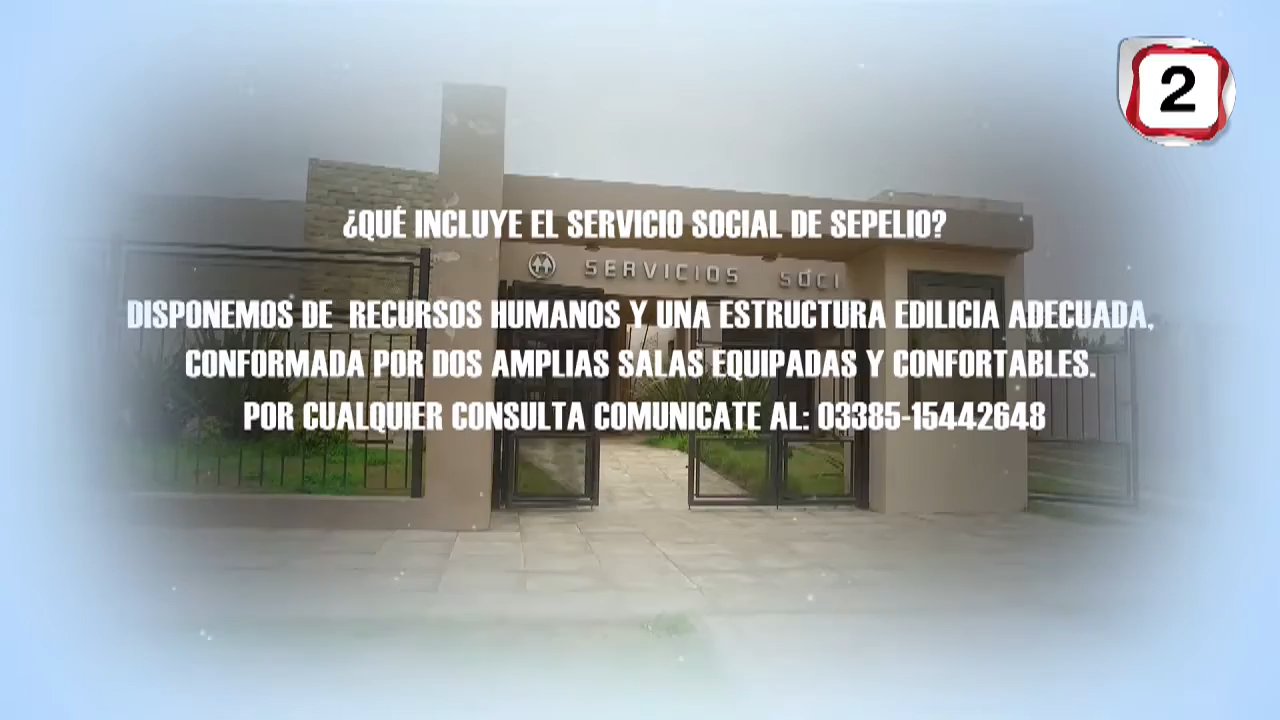 2
¿QUÉ INCLUYE EL SERVICIO SOCIAL DE SEPELIO?
SERVICIOS SOCI
DISPONEMOS DE RECURSOS HUMANOS Y UNA ESTRUCTURA EDILICIA ADECUADA,
CONFORMADA POR DOS AMPLIAS SALAS EQUIPADAS Y CONFORTABLES.
POR CUALQUIER CONSULTA COMUNICATE AL: 03385-15442648